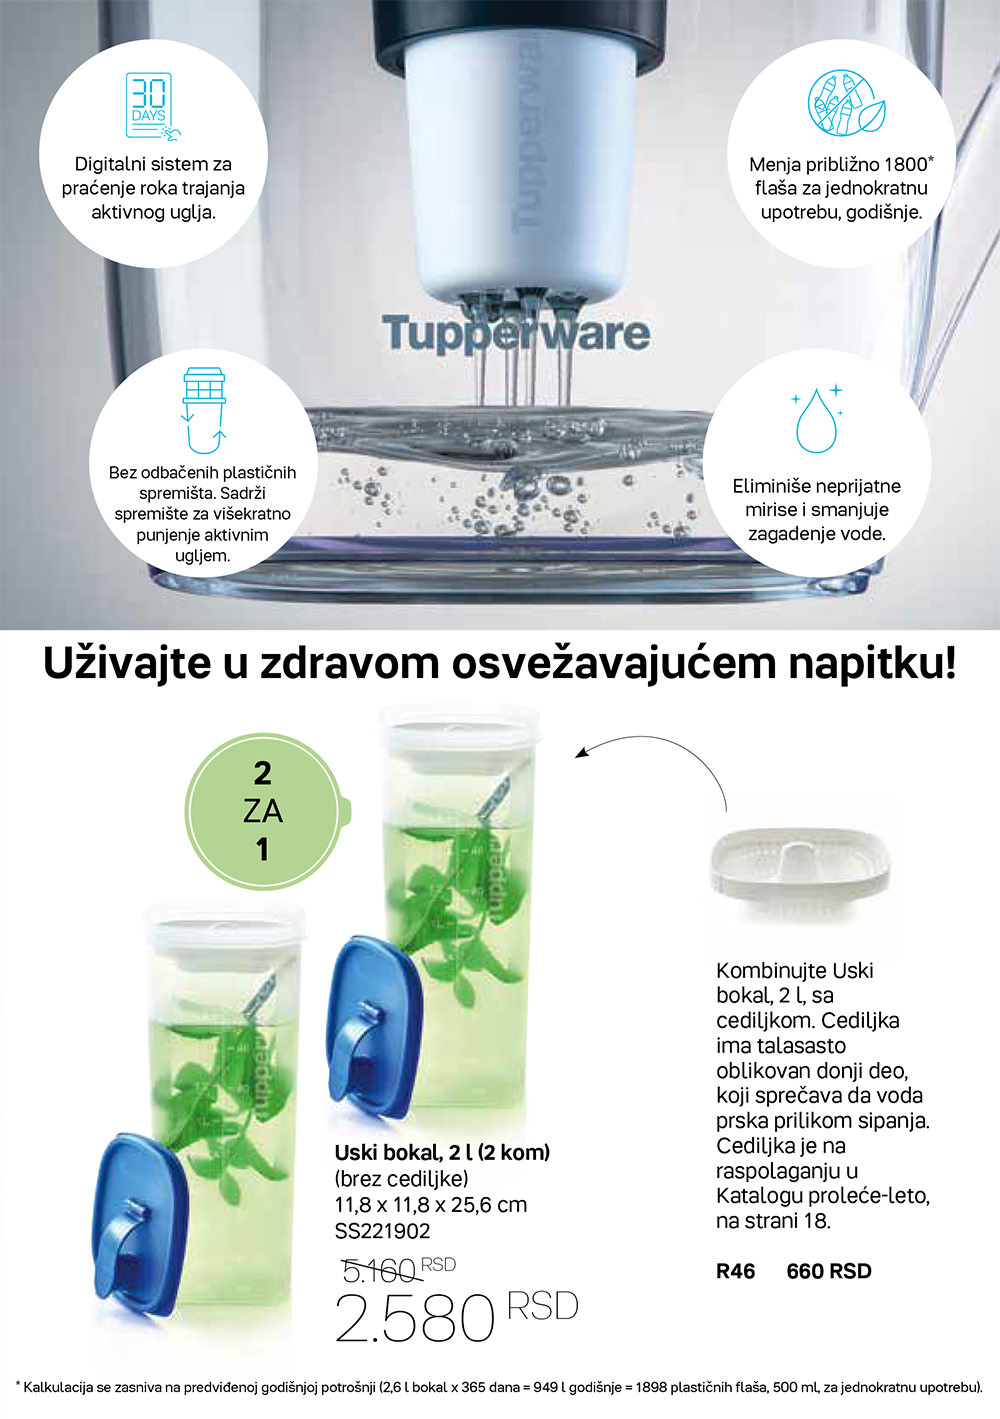 30
DAYS
Digitalni sistem za
praćenje roka trajanja
aktivnog uglja.
Menja približno 1800*
flaša za jednokratnu
upotrebu, godišnje.
Tupperware
Tupperware
Bez odbačenih plastičnih
spremišta. Sadrži
spremište za višekratno
punjenje aktivnim
ugljem.
Eliminiše neprijatne
mirise i smanjuje
zagađenje vode.
Uživajte u zdravom osvežavajućem napitku!
2
ZA
1
Tupperware
Tupperware
Kombinujte Uski
bokal, 2 l, sa
cediljkom. Cediljka
ima talasasto
oblikovan donji deo,
koji sprečava da voda
prska prilikom sipanja.
Cediljka je na
raspolaganju u
Katalogu proleće-leto,
na strani 18.
R46 660 RSD
Uski bokal, 2 l (2 kom)
(brez cediljke)
11,8 x 11,8 x 25,6 cm
SS221902
5.160 RSD
2.580 RSD
* Kalkulacija se zasniva na predviđenoj godišnjoj potrošnji (2,6 l bokal x 365 dana = 949 l godišnje = 1898 plastičnih flaša, 500 ml, za jednokratnu upotrebu).